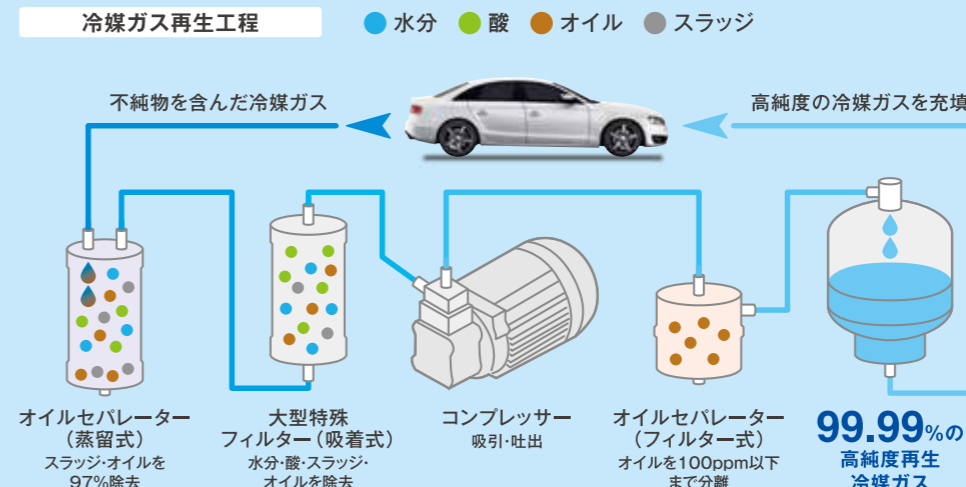 冷媒ガス再生工程
水分 酸 オイル スラッジ
不純物を含んだ冷媒ガス
高純度の冷媒ガスを充填
オイルセパレーター
（蒸留式）
スラッジ・オイルを
97%除去
大型特殊
フィルター（吸着式）
水分・酸・スラッジ・
オイルを除去
コンプレッサー
吸引・吐出
オイルセパレーター
（フィルター式）
オイルを100ppm以下
まで分離
99.99%の
高純度再生
冷媒ガス